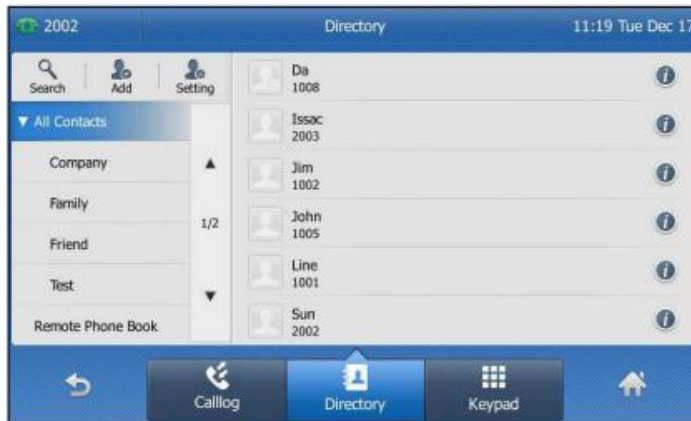 2002 Directory 11:19 Tue Dec 17
Search Add Setting
All Contacts
Company
Family
Friend
Test
Remote Phone Book
1/2
Da
1008
Issac
2003
Jim
1002
John
1005
Line
1001
Sun
2002
Calllog Directory Keypad